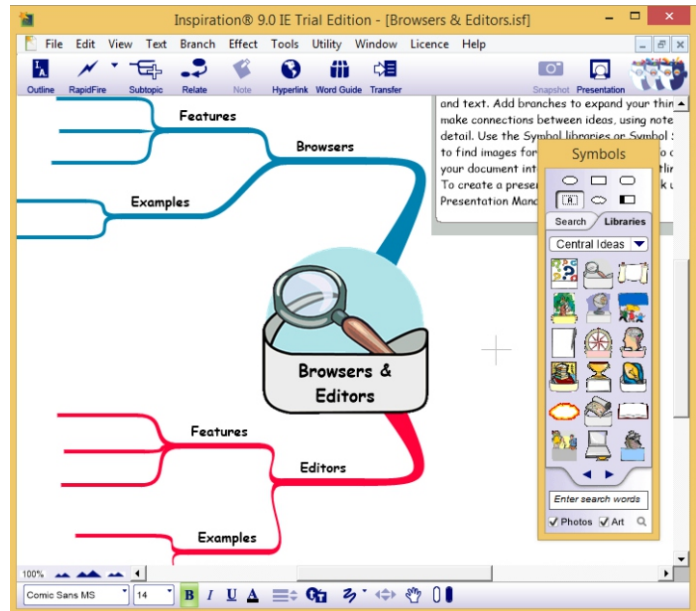 Inspiration® 9.0 IE Trial Edition - [Browsers & Editors.isf]
File Edit View Text Branch Effect Tools Utility Window Licence Help
Outline RapidFire Subtopic Relate Note Hyperlink Word Guide Transfer Snapshot Presentation
and text. Add branches to expand your
make connections between ideas, using note
detail. Use the Symbol libraries or Symbol
to find images for
your document
To create a
Presentation
Features
Browsers
Examples
Browsers &
Editors
Features
Editors
Examples
Symbols
A
Search Libraries
Central Ideas
Enter search words
Photos Art
100%
Comic Sans MS 14 B I U A